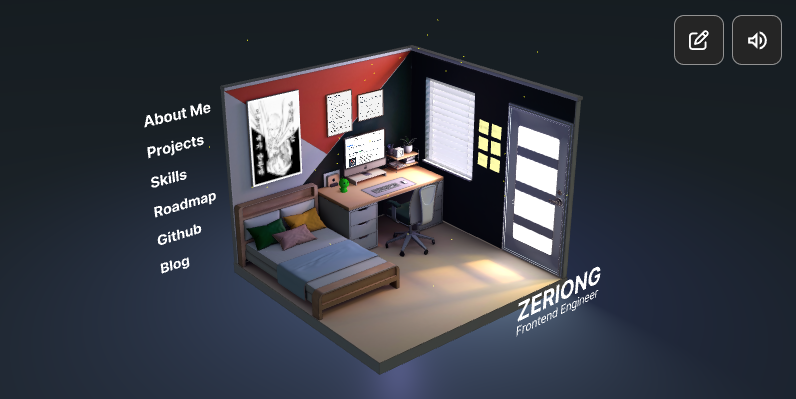 About Me
Projects
Skills
Roadmap
Github
Blog
ZERIONG
Frontend Engineer